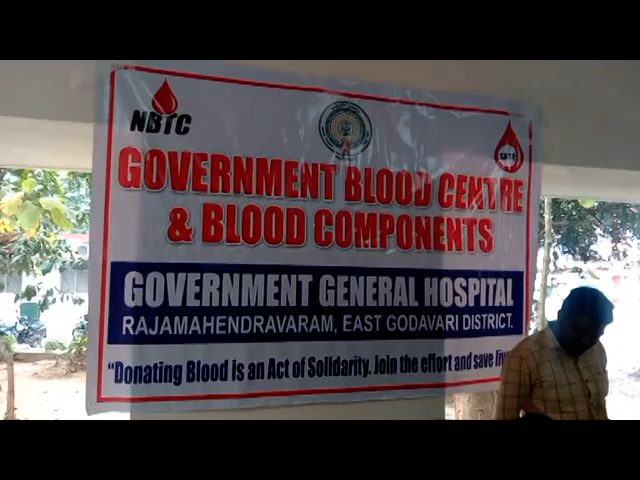 NBTC
GOVERNMENT BLOOD CENTRE
& BLOOD COMPONENTS
GOVERNMENT GENERAL HOSPITAL
RAJAMAHENDRAVARAM, EAST GODAVARI DISTRICT.
"Donating Blood is an Act of Solidarity. Join the effort and save